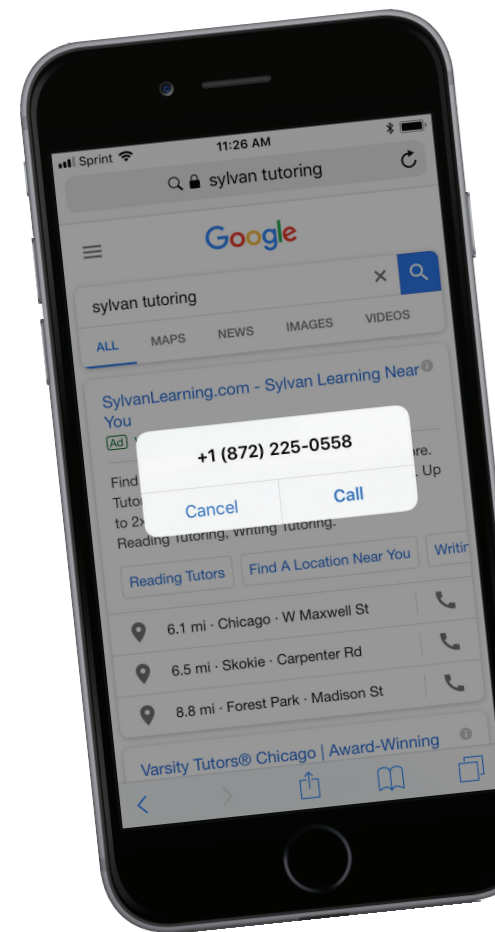 Sprint 11:26 AM
sylvan tutoring
Google
sylvan tutoring
ALL MAPS NEWS IMAGES VIDEOS
SylvanLearning.com - Sylvan Learning Near
You
Ad
+1 (872) 225-0558
Cancel Call
Find re.
Up
to 2x
Reading Tutoring, Writing Tutoring.
Reading Tutors Find A Location Near You Writin
6.1 mi · Chicago · W Maxwell St
6.5 mi · Skokie · Carpenter Rd
8.8 mi · Forest Park · Madison St
Varsity Tutors® Chicago | Award-Winning